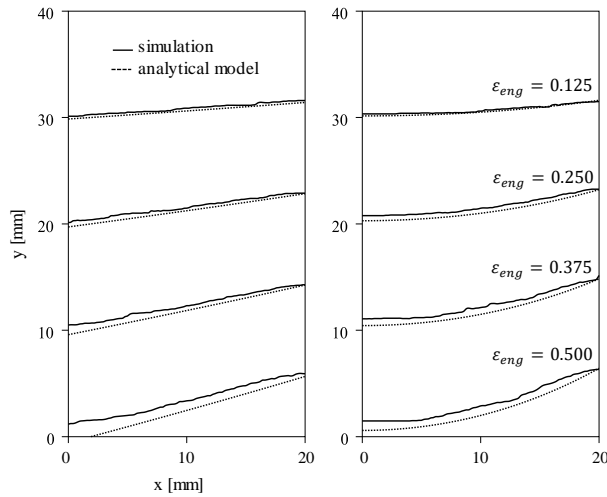 40
30
20
10
0
y [mm]
simulation
analytical model
0
10
20
x [mm]
40
30
20
10
0
ε_eng = 0.125
ε_eng = 0.250
ε_eng = 0.375
ε_eng = 0.500
0
10
20
x [mm]